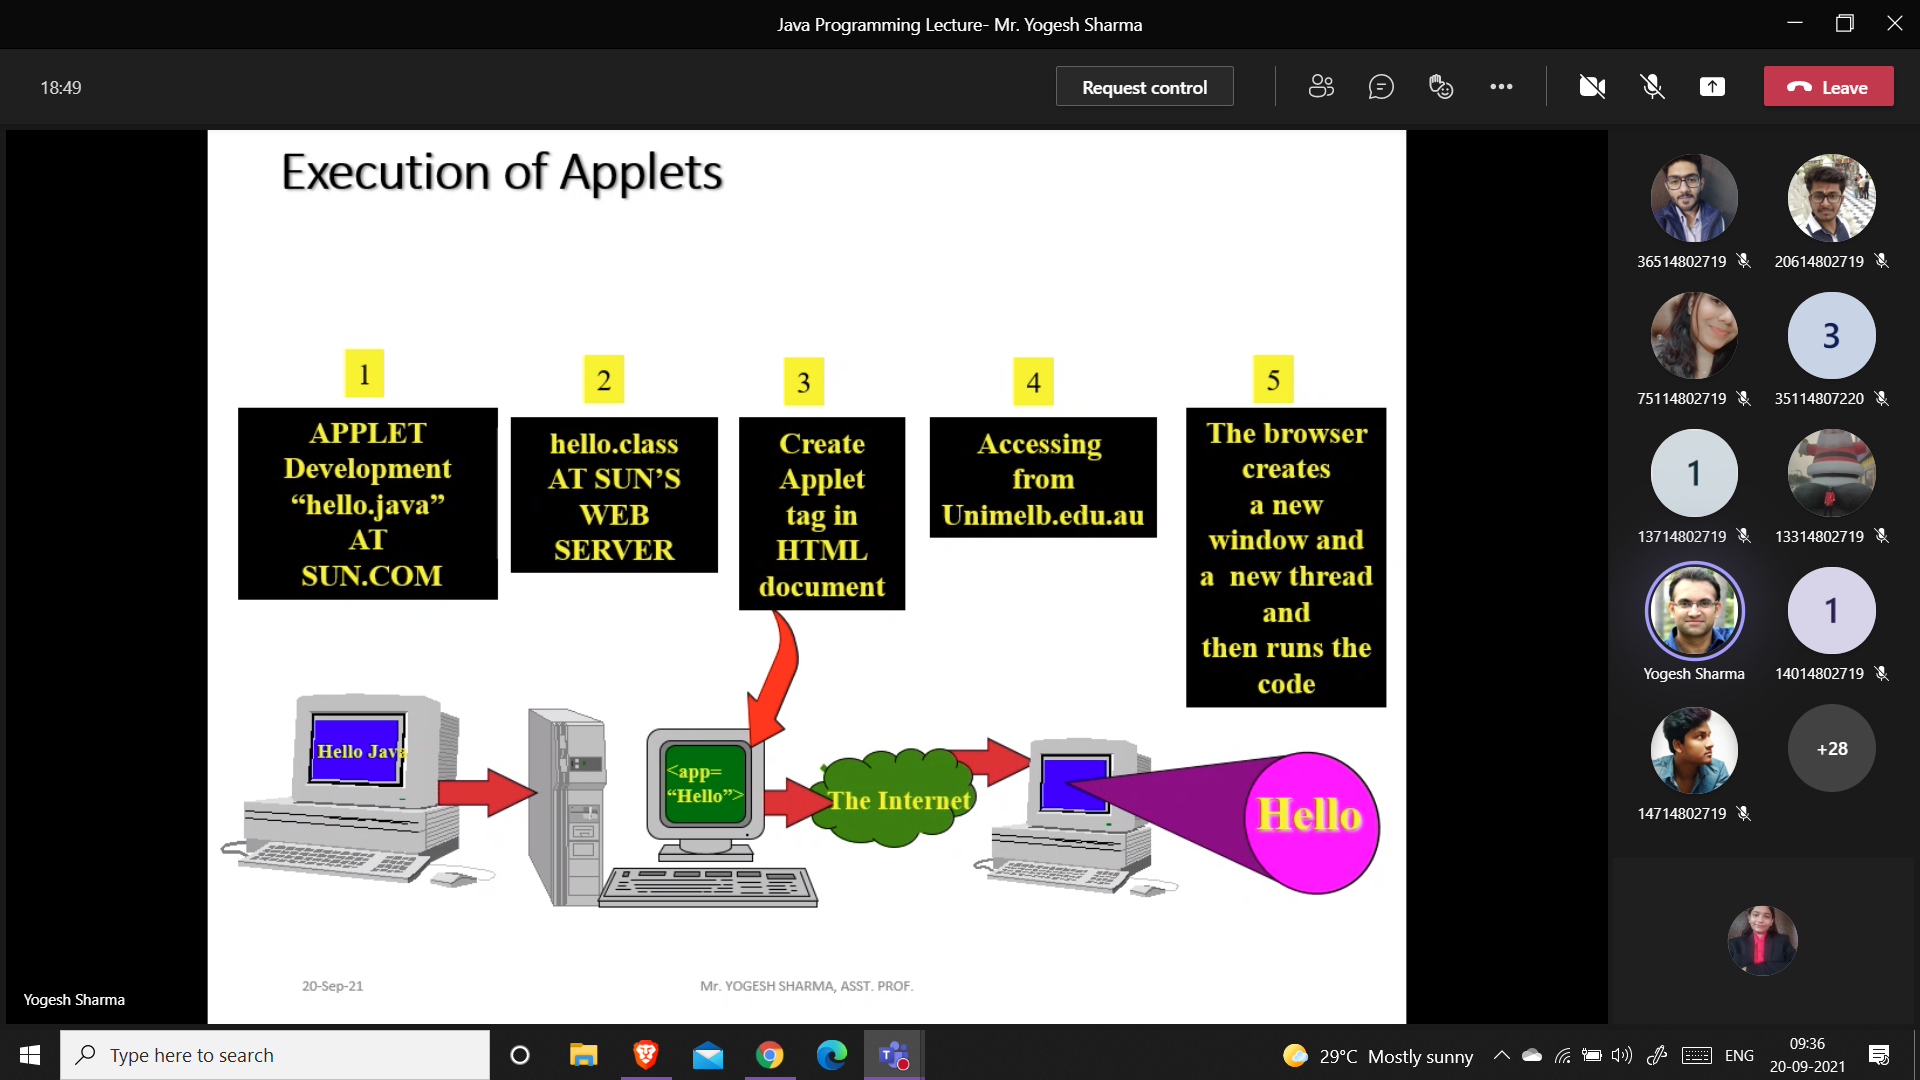 Java Programming Lecture- Mr. Yogesh Sharma
18:49
Request control
Leave
Execution of Applets
1
APPLET
Development
“hello.java”
AT
SUN.COM
2
hello.class
AT SUN’S
WEB
SERVER
3
Create
Applet
tag in
HTML
document
4
Accessing
from
Unimelb.edu.au
5
The browser
creates
a new
window and
a new thread
and
then runs the
code
Hello Java
<app=
“Hello”>
The Internet
Hello
20-Sep-21
Mr. YOGESH SHARMA, ASST. PROF.
Yogesh Sharma
36514802719
20614802719
75114802719
3
35114807220
1
13714802719
13314802719
Yogesh Sharma
1
14014802719
14714802719
+28
Type here to search
29°C Mostly sunny
ENG
09:36
20-09-2021